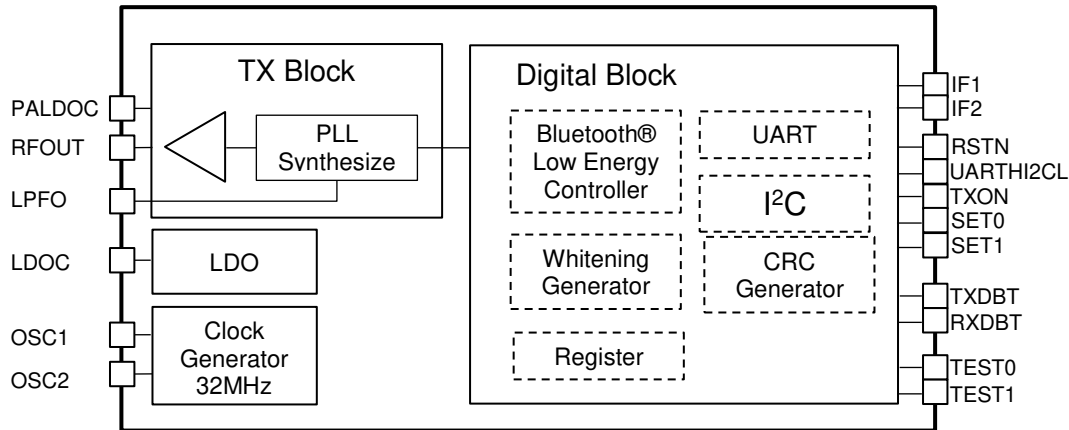 TX Block
Digital Block
PALDOC
RFOUT
LPFO
LDOC
OSC1
OSC2
PLL
Synthesize
LDO
Clock
Generator
32MHz
Bluetooth®
Low Energy
Controller
UART
I²C
Whitening
Generator
CRC
Generator
Register
IF1
IF2
RSTN
UARTHI2CL
TXON
SET0
SET1
TXDBT
RXDBT
TEST0
TEST1